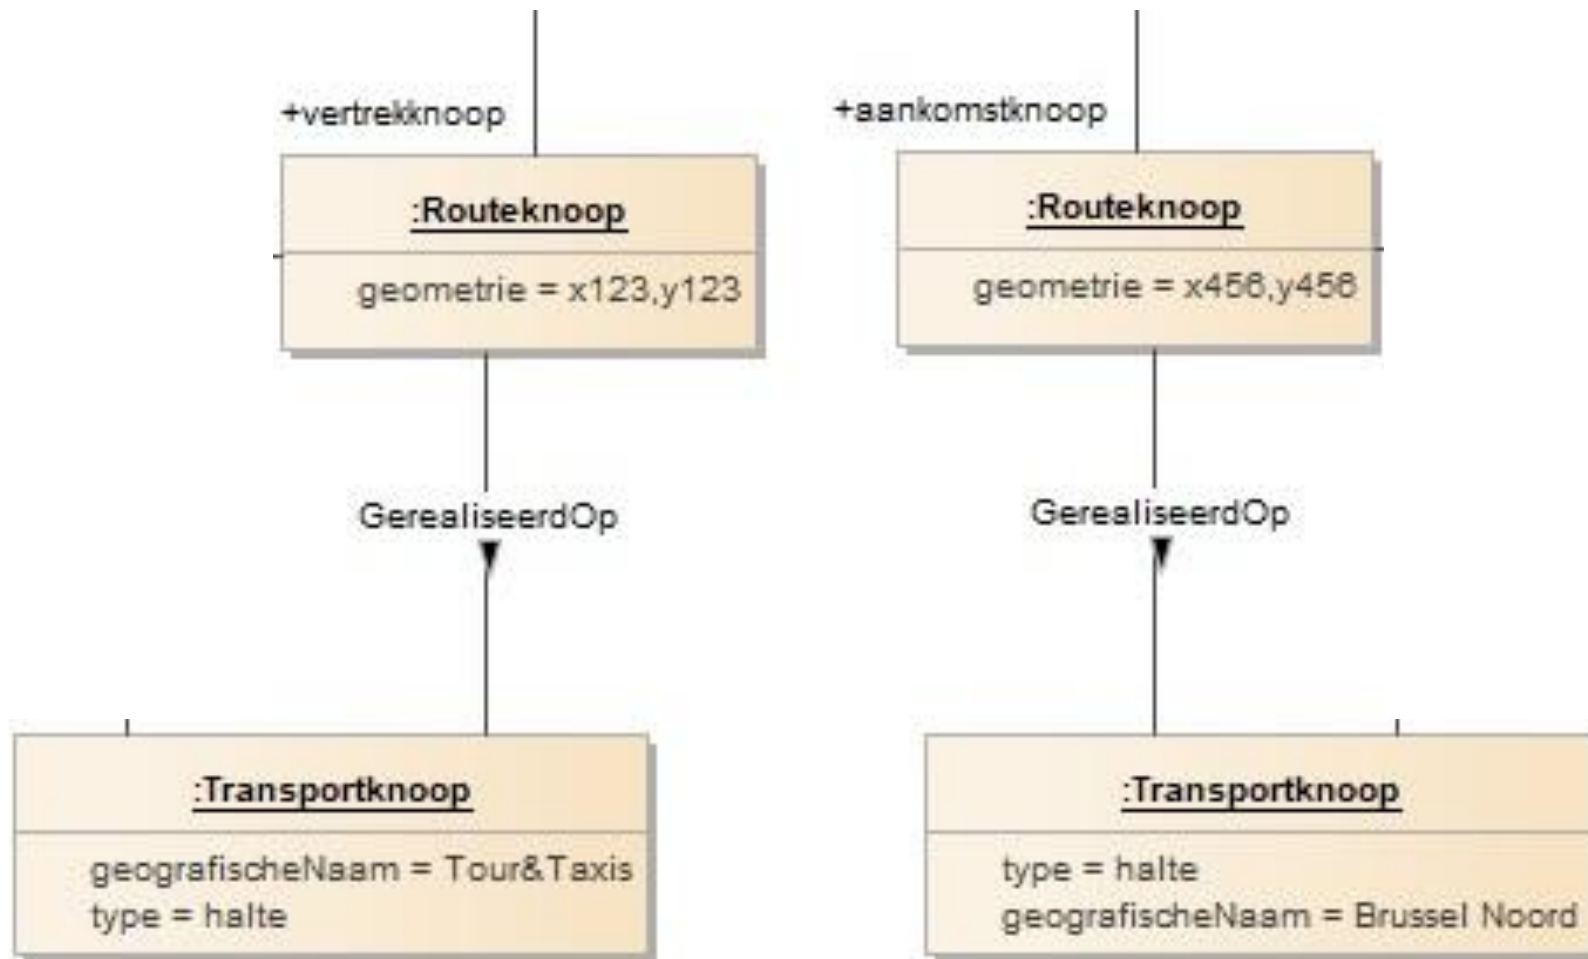 +vertrekknoop
+aankomstknoop
:Routeknoop
:Routeknoop
geometrie = x123,y123
geometrie = x456,y456
GerealiseerdOp
GerealiseerdOp
:Transportknoop
:Transportknoop
geografischeNaam = Tour&Taxis
type = halte
type = halte
geografischeNaam = Brussel Noord